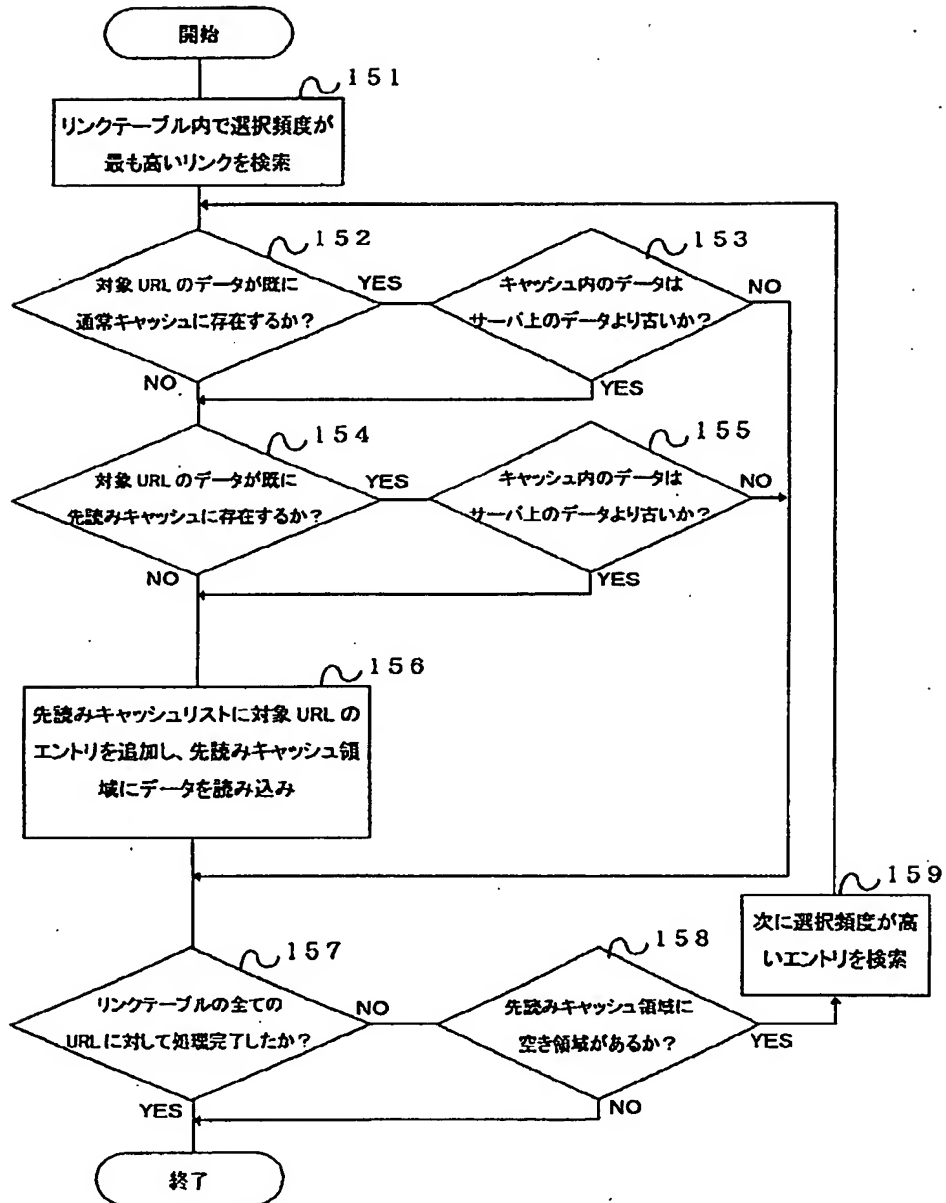 開始
151
リンクテーブル内で選択頻度が
最も高いリンクを検索
152
対象 URL のデータが既に
通常キャッシュに存在するか?
YES
NO
153
キャッシュ内のデータは
サーバ上のデータより古いか?
NO
YES
154
対象 URL のデータが既に
先読みキャッシュに存在するか?
YES
NO
155
キャッシュ内のデータは
サーバ上のデータより古いか?
NO
YES
156
先読みキャッシュリストに対象 URL の
エントリを追加し、先読みキャッシュ領
域にデータを読み込み
157
リンクテーブルの全ての
URL に対して処理完了したか?
NO
YES
158
先読みキャッシュ領域に
空き領域があるか?
YES
NO
159
次に選択頻度が高
いエントリを検索
終了